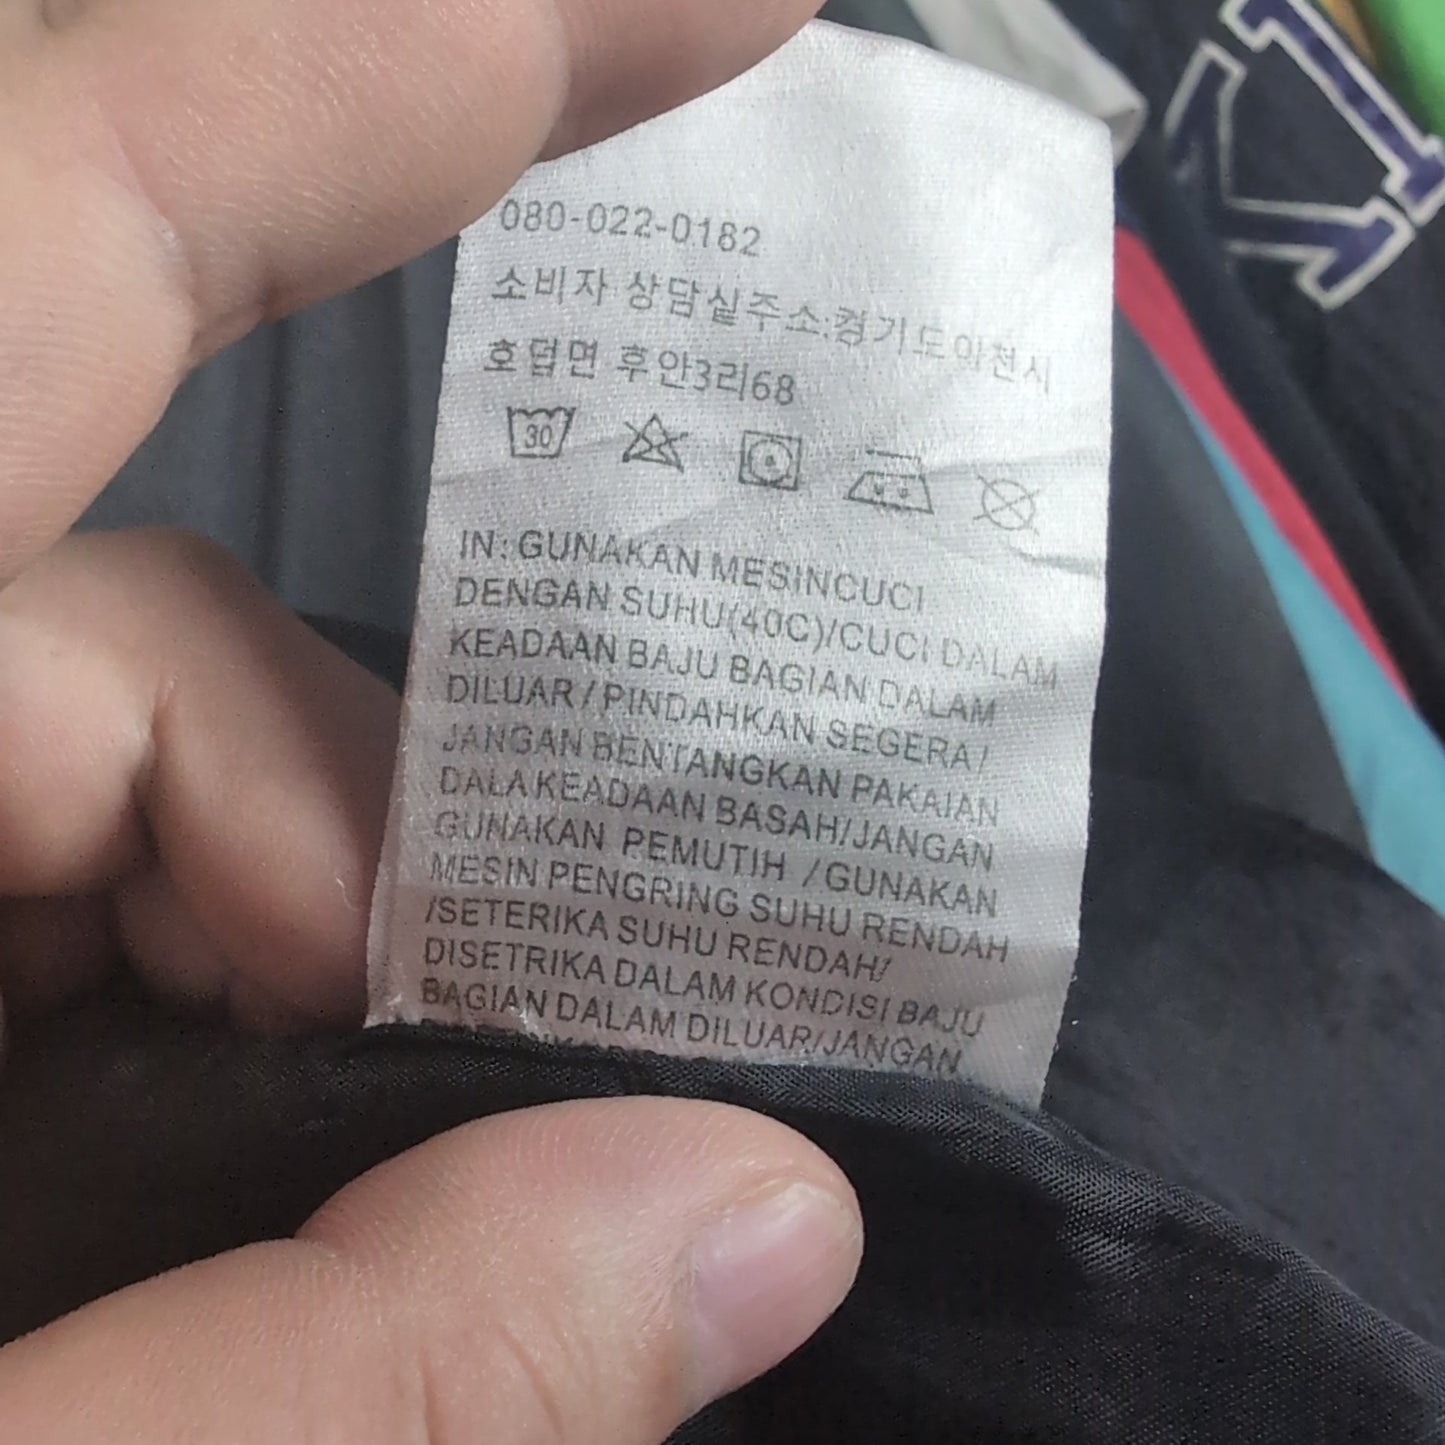 080-022-0182
소비자 상담실주소:경기도이천시
호덥면 후안3리68
30
IN: GUNAKAN MESINCUCI
DENGAN SUHU(40C)/CUCI DALAM
KEADAAN BAJU BAGIAN DALAM
DILUAR / PINDAHKAN SEGERA /
JANGAN BENTANGKAN PAKAIAN
DALA KEADAAN BASAH/JANGAN
GUNAKAN PEMUTIH /GUNAKAN
MESIN PENGRING SUHU RENDAH
/SETERIKA SUHU RENDAH/
DISETRIKA DALAM KONDISI BAJU
BAGIAN DALAM DILUAR/JANGAN